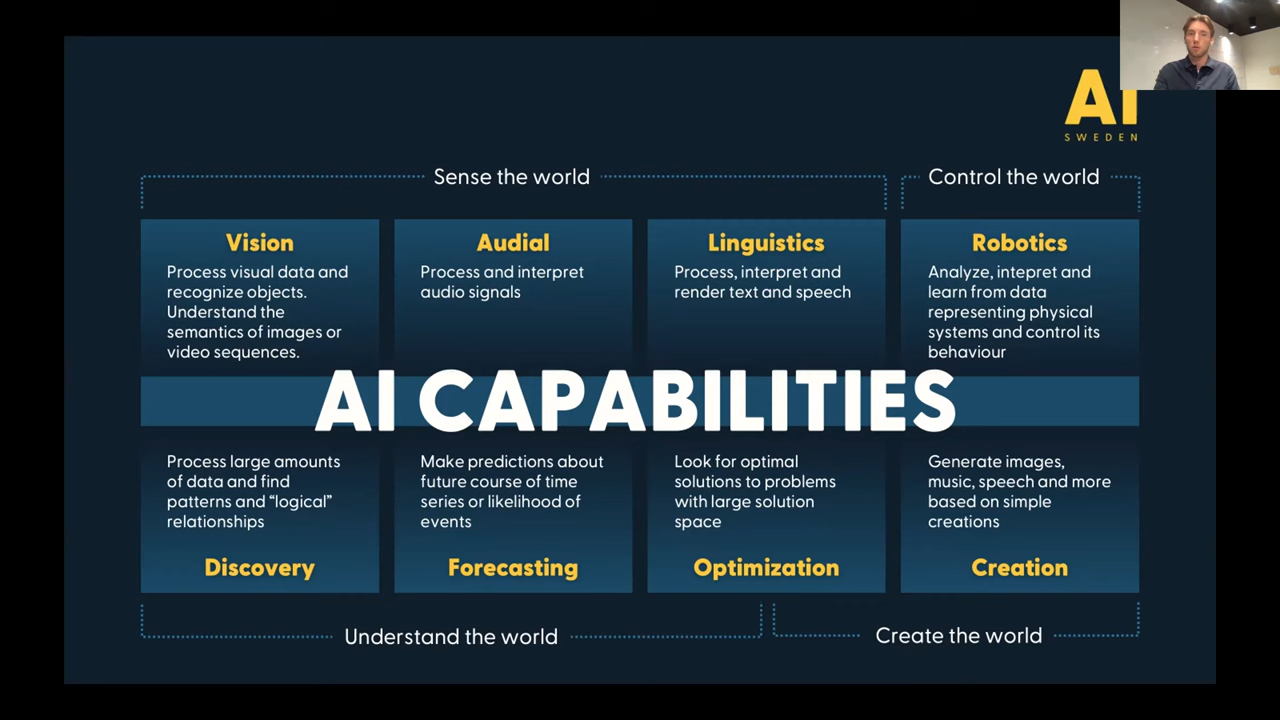 AI
SWEDEN
Sense the world
Control the world
Vision
Process visual data and
recognize objects.
Understand the
semantics of images or
video sequences.
Audial
Process and interpret
audio signals
Linguistics
Process, interpret and
render text and speech
Robotics
Analyze, intepret and
learn from data
representing physical
systems and control its
behaviour
AI CAPABILITIES
Process large amounts
of data and find
patterns and “logical”
relationships
Discovery
Make predictions about
future course of time
series or likelihood of
events
Forecasting
Look for optimal
solutions to problems
with large solution
space
Optimization
Generate images,
music, speech and more
based on simple
creations
Creation
Understand the world
Create the world